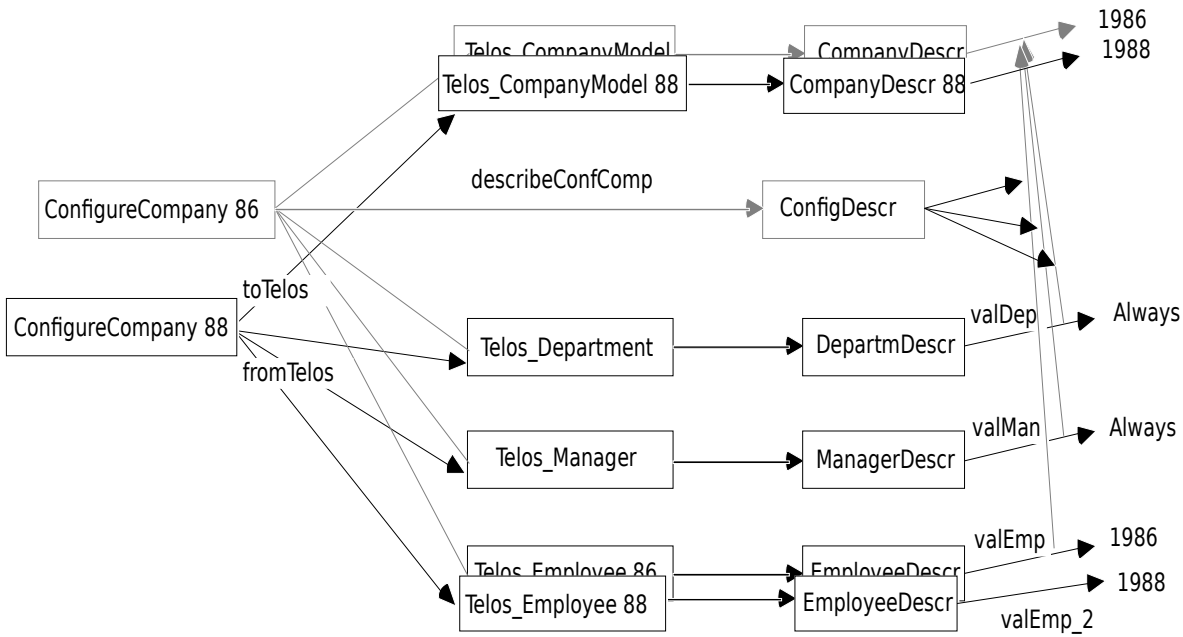 1986
Telos_CompanyModel
CompanyDescr
1988
Telos_CompanyModel 88
CompanyDescr 88
describeConfComp
ConfigureCompany 86
ConfigDescr
toTelos
valDep
Always
ConfigureCompany 88
Telos_Department
DepartmDescr
fromTelos
valMan
Always
Telos_Manager
ManagerDescr
valEmp
1986
Telos_Employee 86
EmployeeDescr
1988
Telos_Employee 88
EmployeeDescr
valEmp_2